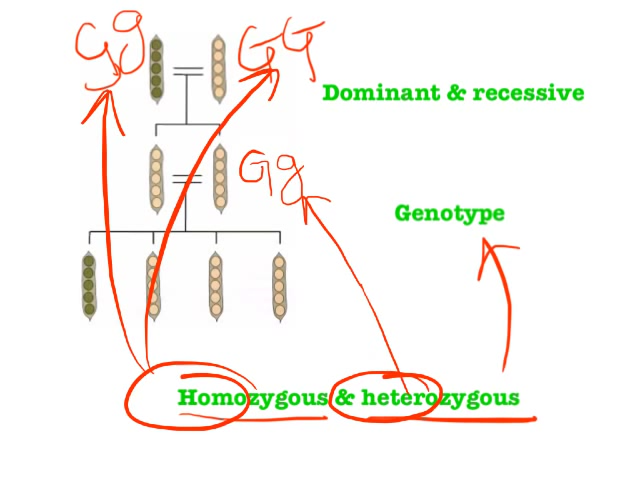 gg
GG
Dominant & recessive
Gg
Genotype
Homozygous & heterozygous